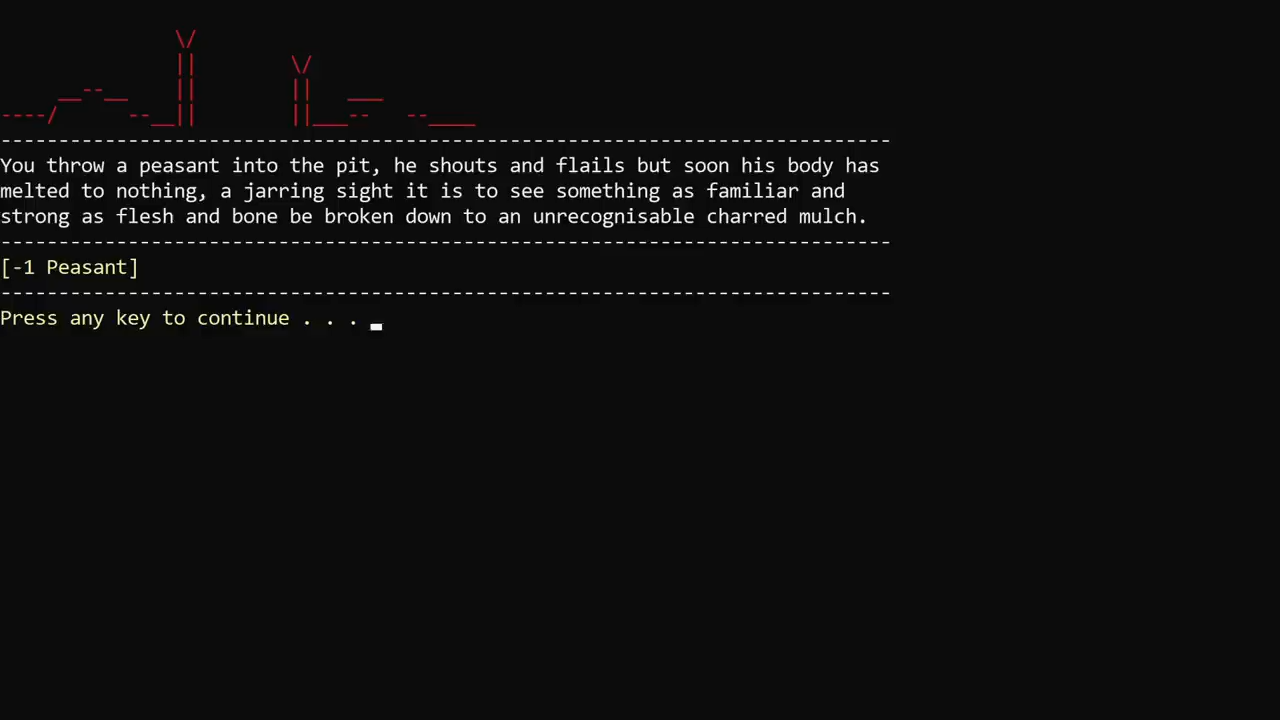 You throw a peasant into the pit, he shouts and flails but soon his body has
melted to nothing, a jarring sight it is to see something as familiar and
strong as flesh and bone be broken down to an unrecognisable charred mulch.
[-1 Peasant]
Press any key to continue . . .